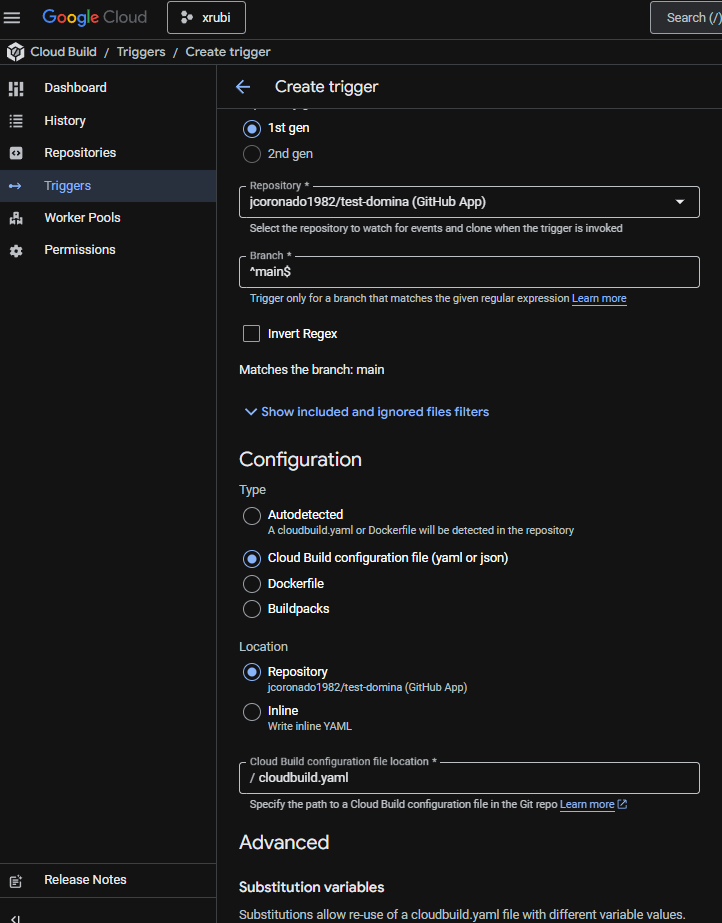 Google Cloud
xrubi
Search (/)
Cloud Build / Triggers / Create trigger
Dashboard
History
Repositories
Triggers
Worker Pools
Permissions
Release Notes
Create trigger
1st gen
2nd gen
Repository *
jcoronado1982/test-domina (GitHub App)
Select the repository to watch for events and clone when the trigger is invoked
Branch *
^main$
Trigger only for a branch that matches the given regular expression Learn more
Invert Regex
Matches the branch: main
Show included and ignored files filters
Configuration
Type
Autodetected
A cloudbuild.yaml or Dockerfile will be detected in the repository
Cloud Build configuration file (yaml or json)
Dockerfile
Buildpacks
Location
Repository
jcoronado1982/test-domina (GitHub App)
Inline
Write inline YAML
Cloud Build configuration file location *
/ cloudbuild.yaml
Specify the path to a Cloud Build configuration file in the Git repo Learn more
Advanced
Substitution variables
Substitutions allow re-use of a cloudbuild.yaml file with different variable values.